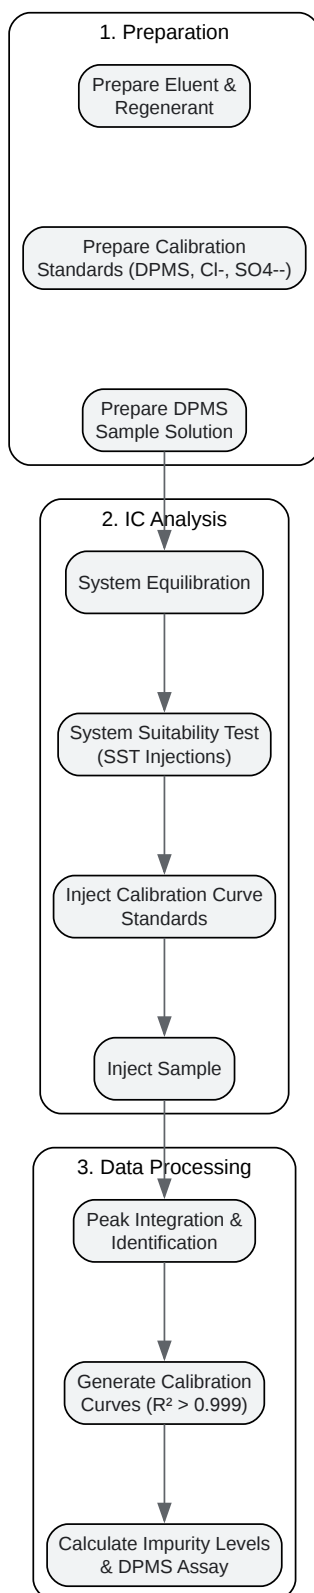 1. Preparation
Prepare Eluent &
Regenerant
Prepare Calibration
Standards (DPMS, Cl-, SO4--)
Prepare DPMS
Sample Solution
2. IC Analysis
System Equilibration
System Suitability Test
(SST Injections)
Inject Calibration Curve
Standards
Inject Sample
3. Data Processing
Peak Integration &
Identification
Generate Calibration
Curves (R² > 0.999)
Calculate Impurity Levels
& DPMS Assay